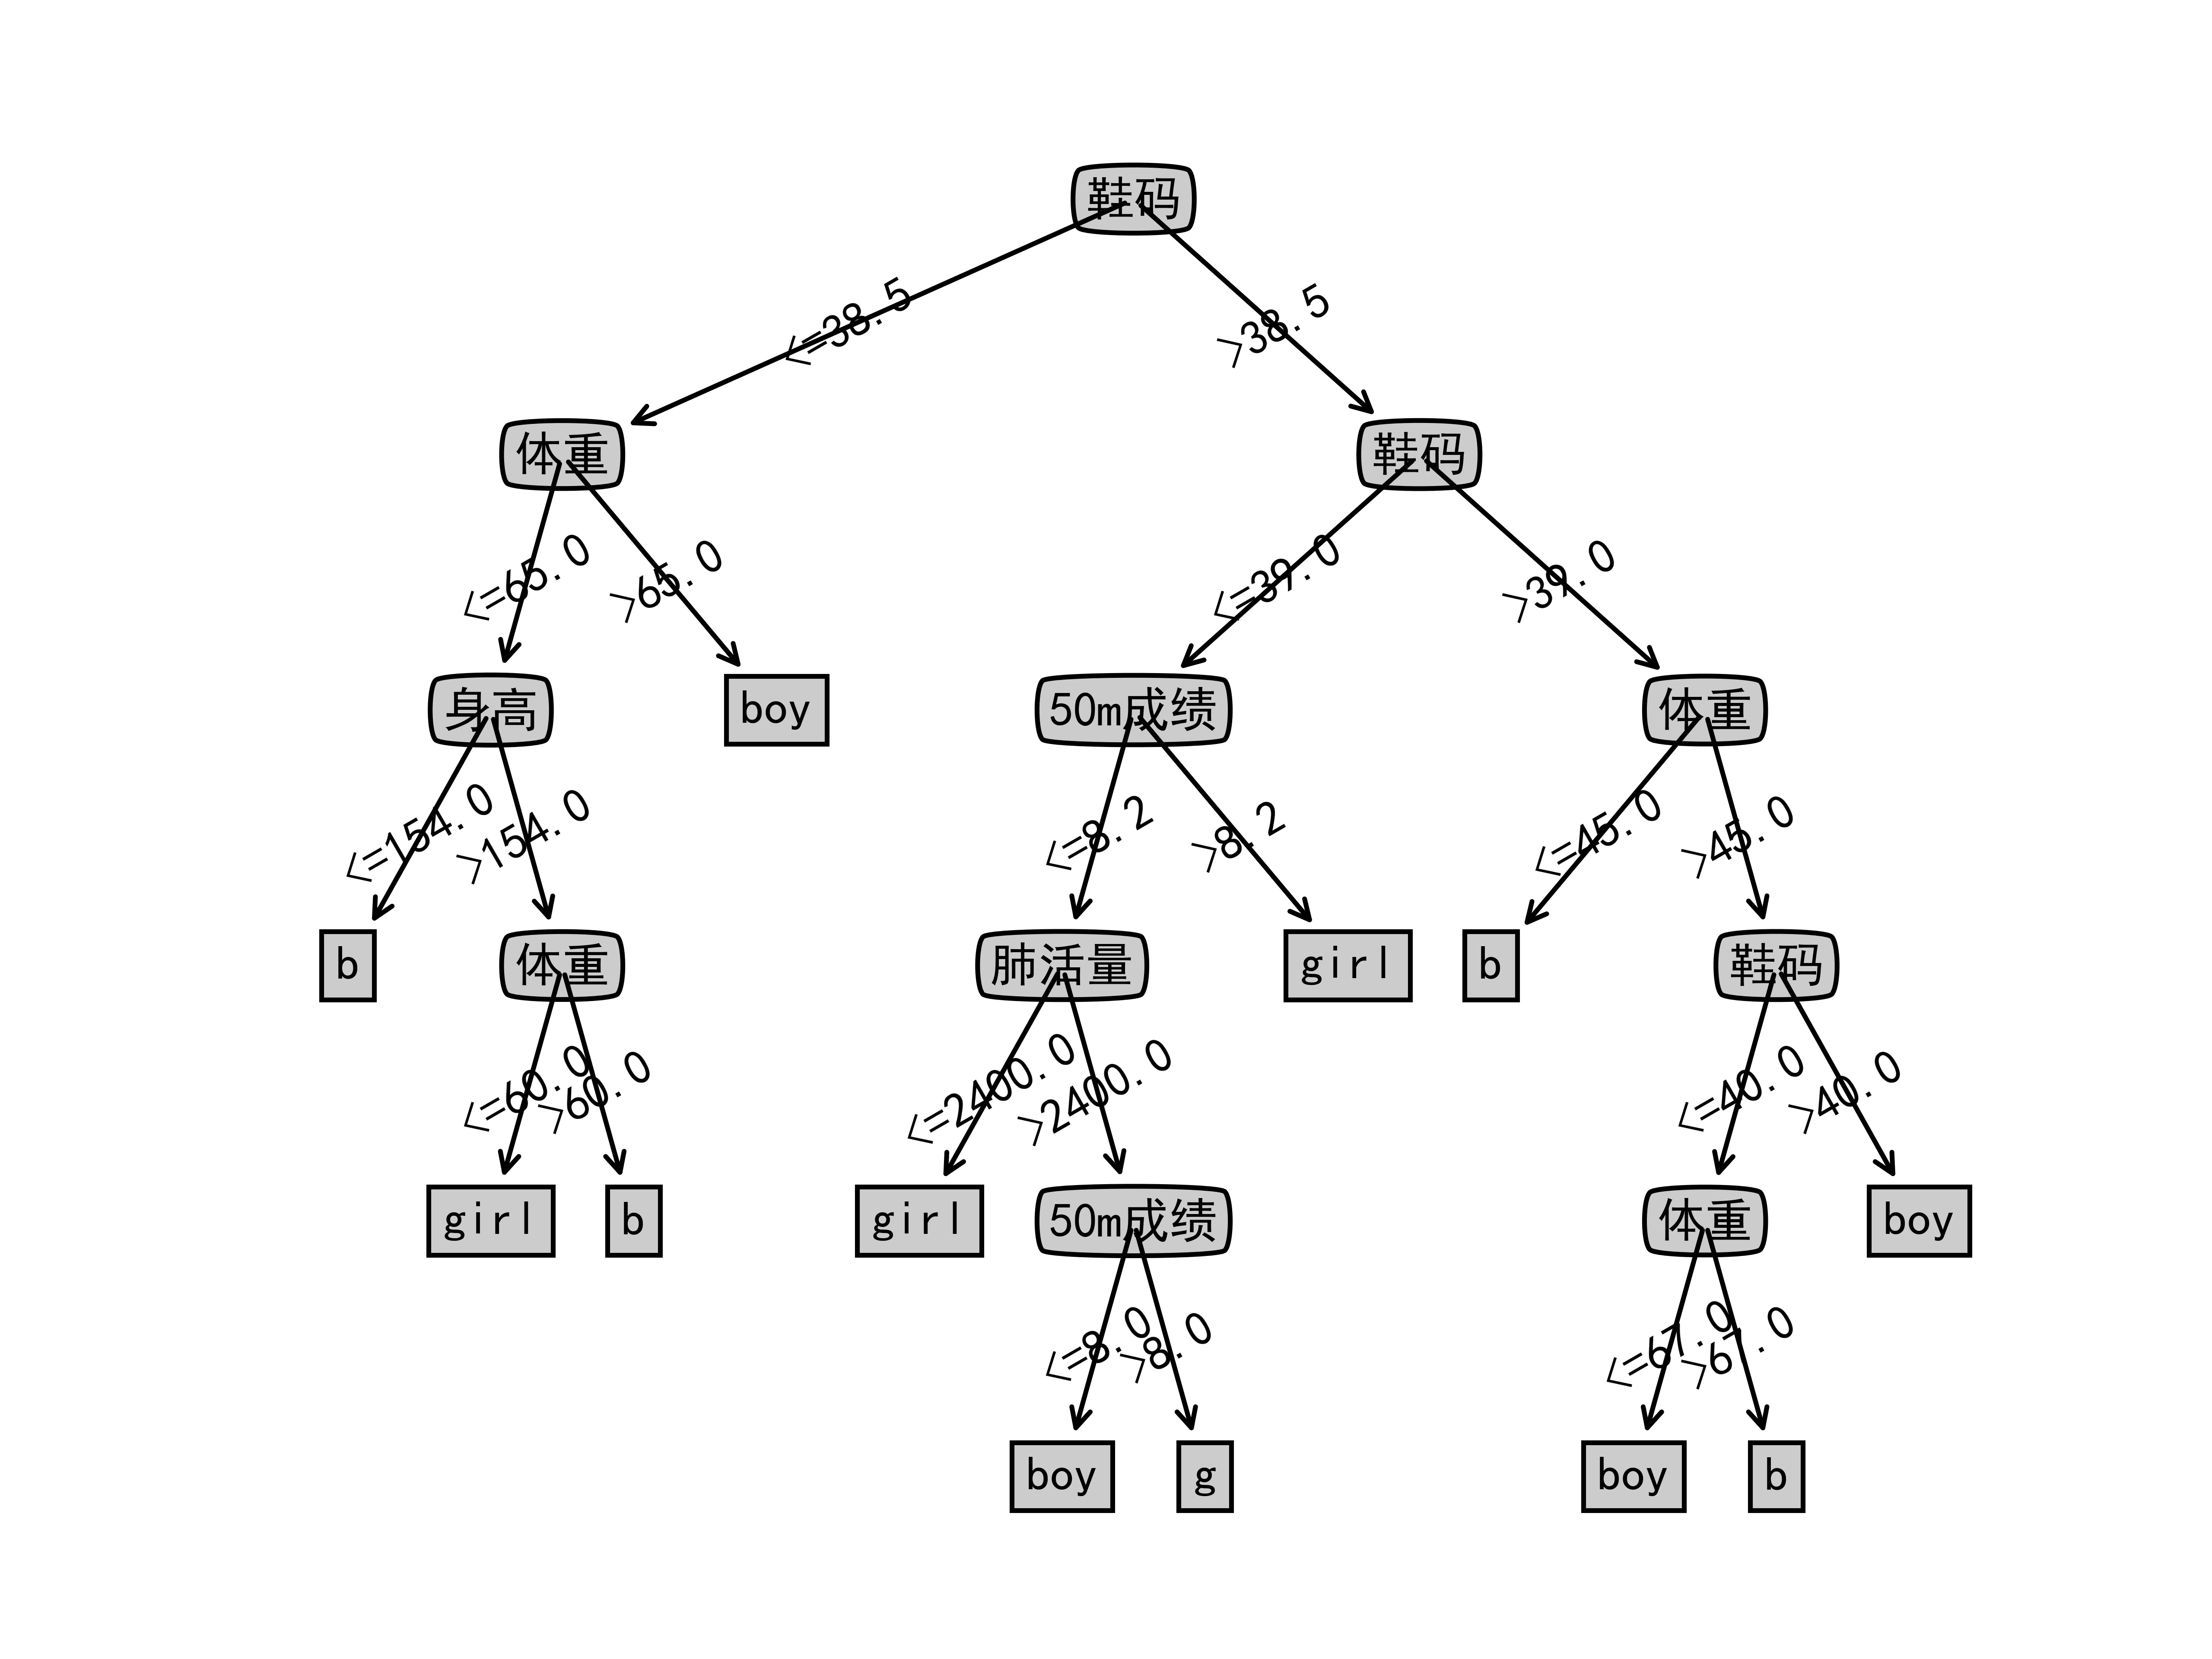 鞋码
<=38.5 >38.5
体重 鞋码
<=65.0 >65.0 <=39.0 >39.0
身高 boy 50m成绩 体重
<=154.0 >154.0 <=8.2 >8.2 <=45.0 >45.0
b 体重 肺活量 girl b 鞋码
<=60.0 >60.0 <=2400.0 >2400.0 <=40.0 >40.0
girl b girl 50m成绩 体重 boy
<=8.0 >8.0 <=67.0 >67.0
boy g boy b